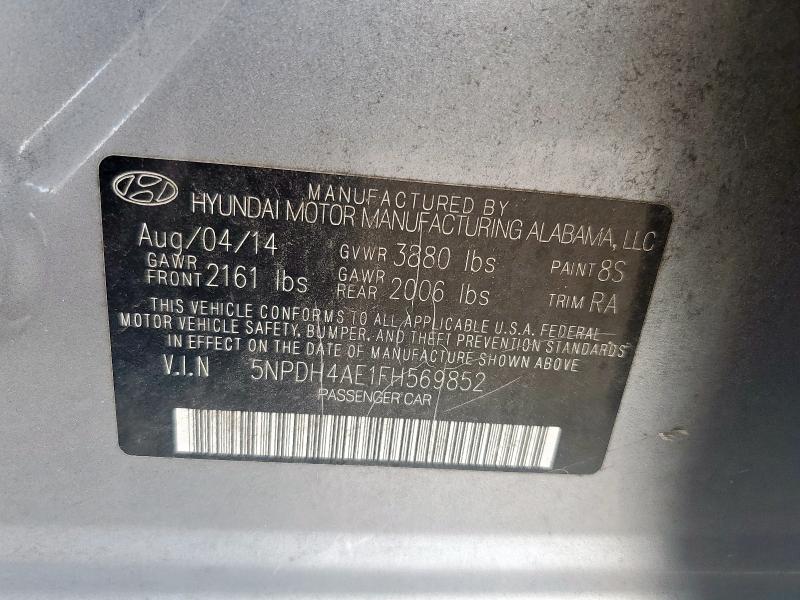 MANUFACTURED BY
HYUNDAI MOTOR MANUFACTURING ALABAMA, LLC
Aug/04/14 GVWR 3880 lbs PAINT 8S
GAWR FRONT 2161 lbs GAWR REAR 2006 lbs TRIM RA
THIS VEHICLE CONFORMS TO ALL APPLICABLE U.S.A. FEDERAL
MOTOR VEHICLE SAFETY, BUMPER, AND THEFT PREVENTION STANDARDS
IN EFFECT ON THE DATE OF MANUFACTURE SHOWN ABOVE
V.I.N 5NPDH4AE1FH569852
PASSENGER CAR